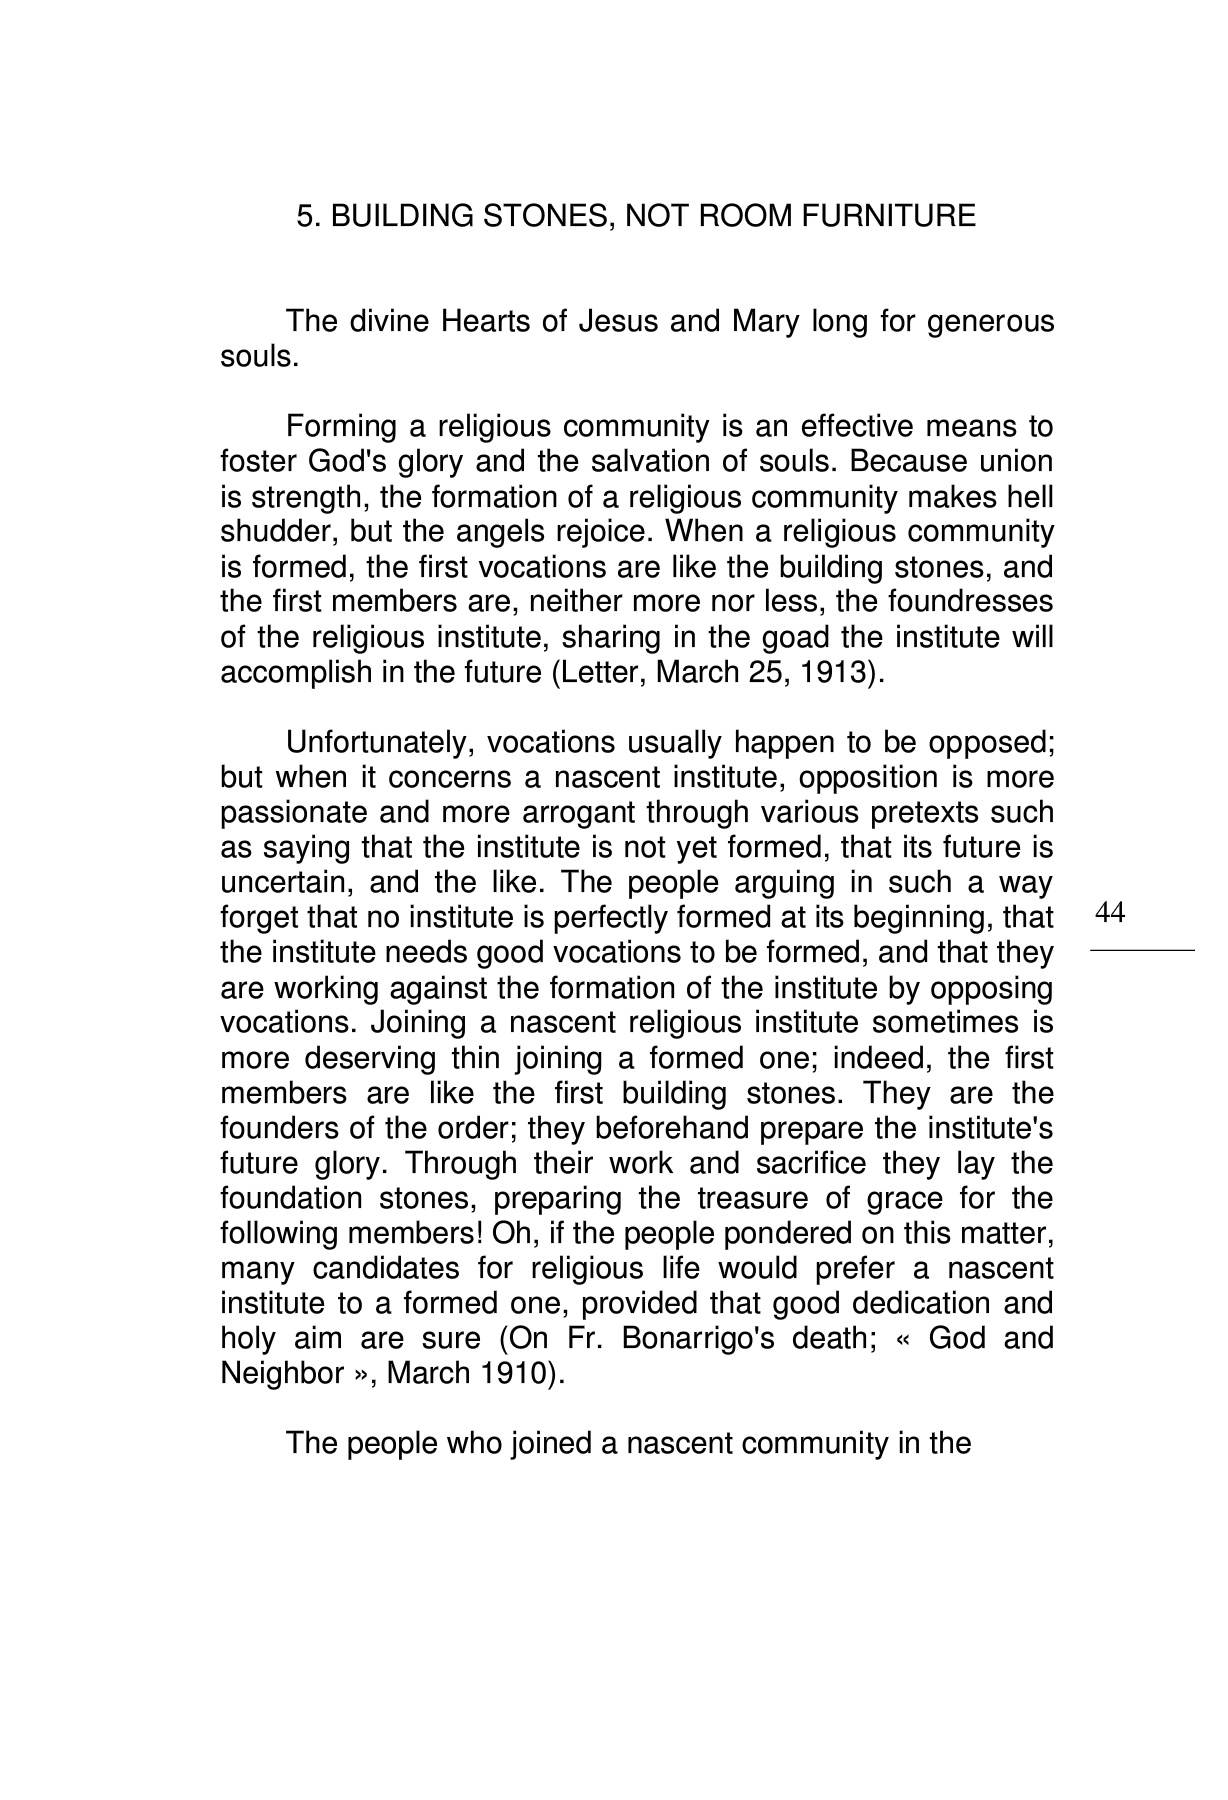 5. BUILDING STONES, NOT ROOM FURNITURE
The divine Hearts of Jesus and Mary long for generous
souls.
Forming a religious community is an effective means to
foster God's glory and the salvation of souls. Because union
is strength, the formation of a religious community makes hell
shudder, but the angels rejoice. When a religious community
is formed, the first vocations are like the building stones, and
the first members are, neither more nor less, the foundresses
of the religious institute, sharing in the goad the institute will
accomplish in the future (Letter, March 25, 1913).
Unfortunately, vocations usually happen to be opposed;
but when it concerns a nascent institute, opposition is more
passionate and more arrogant through various pretexts such
as saying that the institute is not yet formed, that its future is
uncertain, and the like. The people arguing in such a way
forget that no institute is perfectly formed at its beginning, that
the institute needs good vocations to be formed, and that they
are working against the formation of the institute by opposing
vocations. Joining a nascent religious institute sometimes is
more deserving thin joining a formed one; indeed, the first
members are like the first building stones. They are the
founders of the order; they beforehand prepare the institute's
future glory. Through their work and sacrifice they lay the
foundation stones, preparing the treasure of grace for the
following members! Oh, if the people pondered on this matter,
many candidates for religious life would prefer a nascent
institute to a formed one, provided that good dedication and
holy aim are sure (On Fr. Bonarrigo's death; « God and
Neighbor », March 1910).
The people who joined a nascent community in the
44